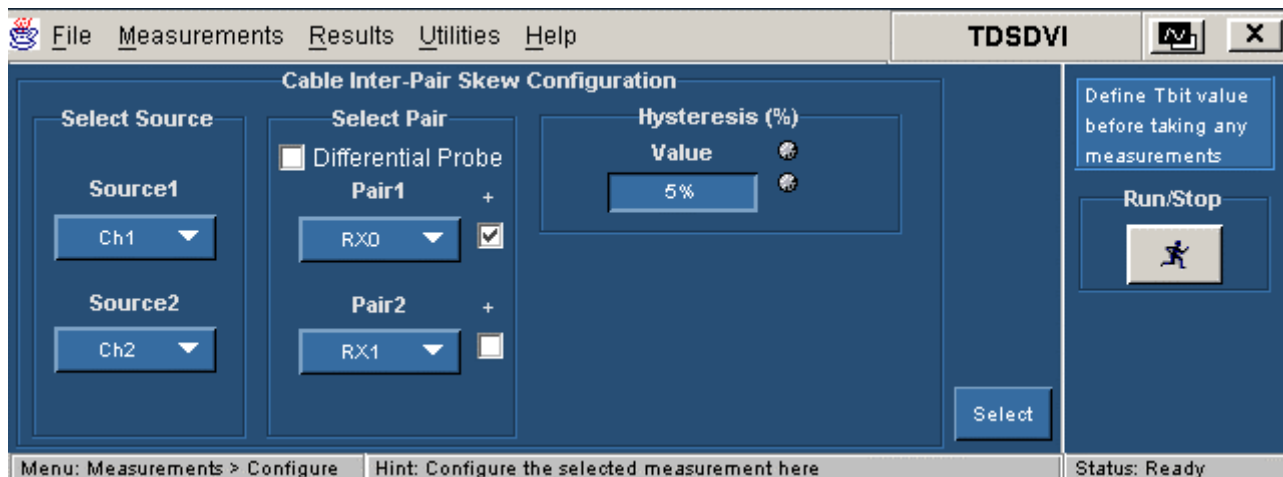 File Measurements Results Utilities Help TDSDVI X
Cable Inter-Pair Skew Configuration
Select Source
Source1
Ch1
Source2
Ch2
Select Pair
Differential Probe
Pair1 +
RX0
Pair2 +
RX1
Hysteresis (%)
Value
5%
Select
Define Tbit value
before taking any
measurements
Run/Stop
Menu: Measurements > Configure
Hint: Configure the selected measurement here
Status: Ready